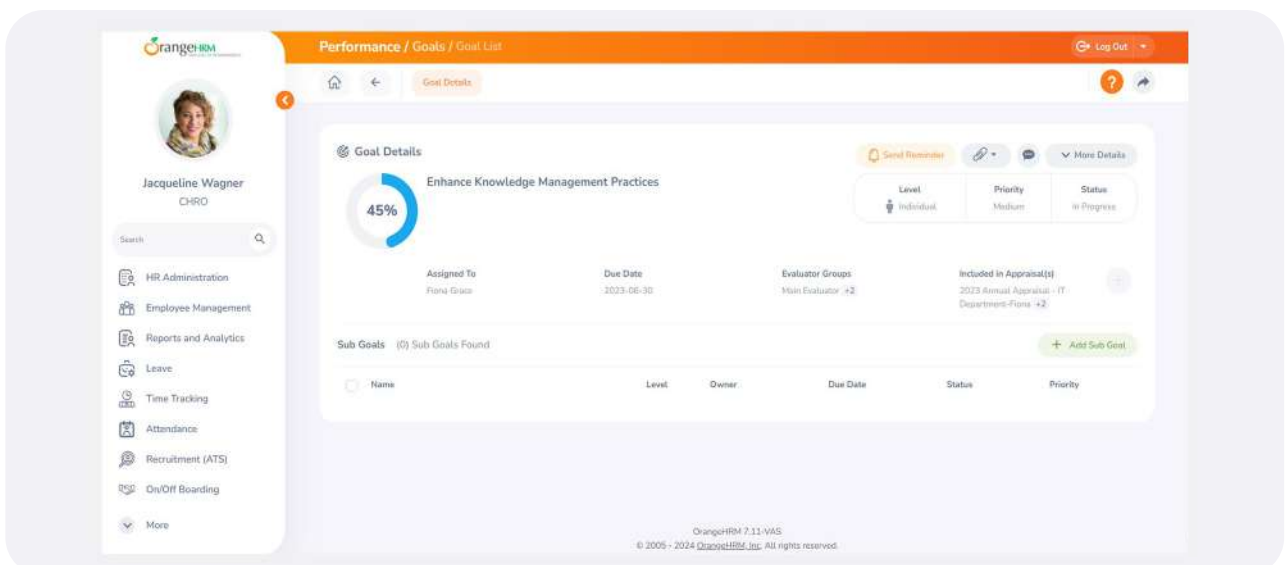 OrangeHRM
Performance / Goals / Goal List
Log Out
Goal Details
?
Jacqueline Wagner
CHRO
Search
HR Administration
Employee Management
Reports and Analytics
Leave
Time Tracking
Attendance
Recruitment (ATS)
On/Off Boarding
More
Goal Details
Send Reminder
More Details
45%
Enhance Knowledge Management Practices
Level Priority Status
Individual Medium In Progress
Assigned To Due Date Evaluator Groups Included in Appraisal(s)
Fiona Grace 2023-06-30 Main Evaluator +2 2023 Annual Appraisal - IT
Department-Fiona +2
Sub Goals (0) Sub Goals Found
+ Add Sub Goal
Name Level Owner Due Date Status Priority
OrangeHRM 7.11-VAS
© 2005 - 2024 OrangeHRM, Inc. All rights reserved.